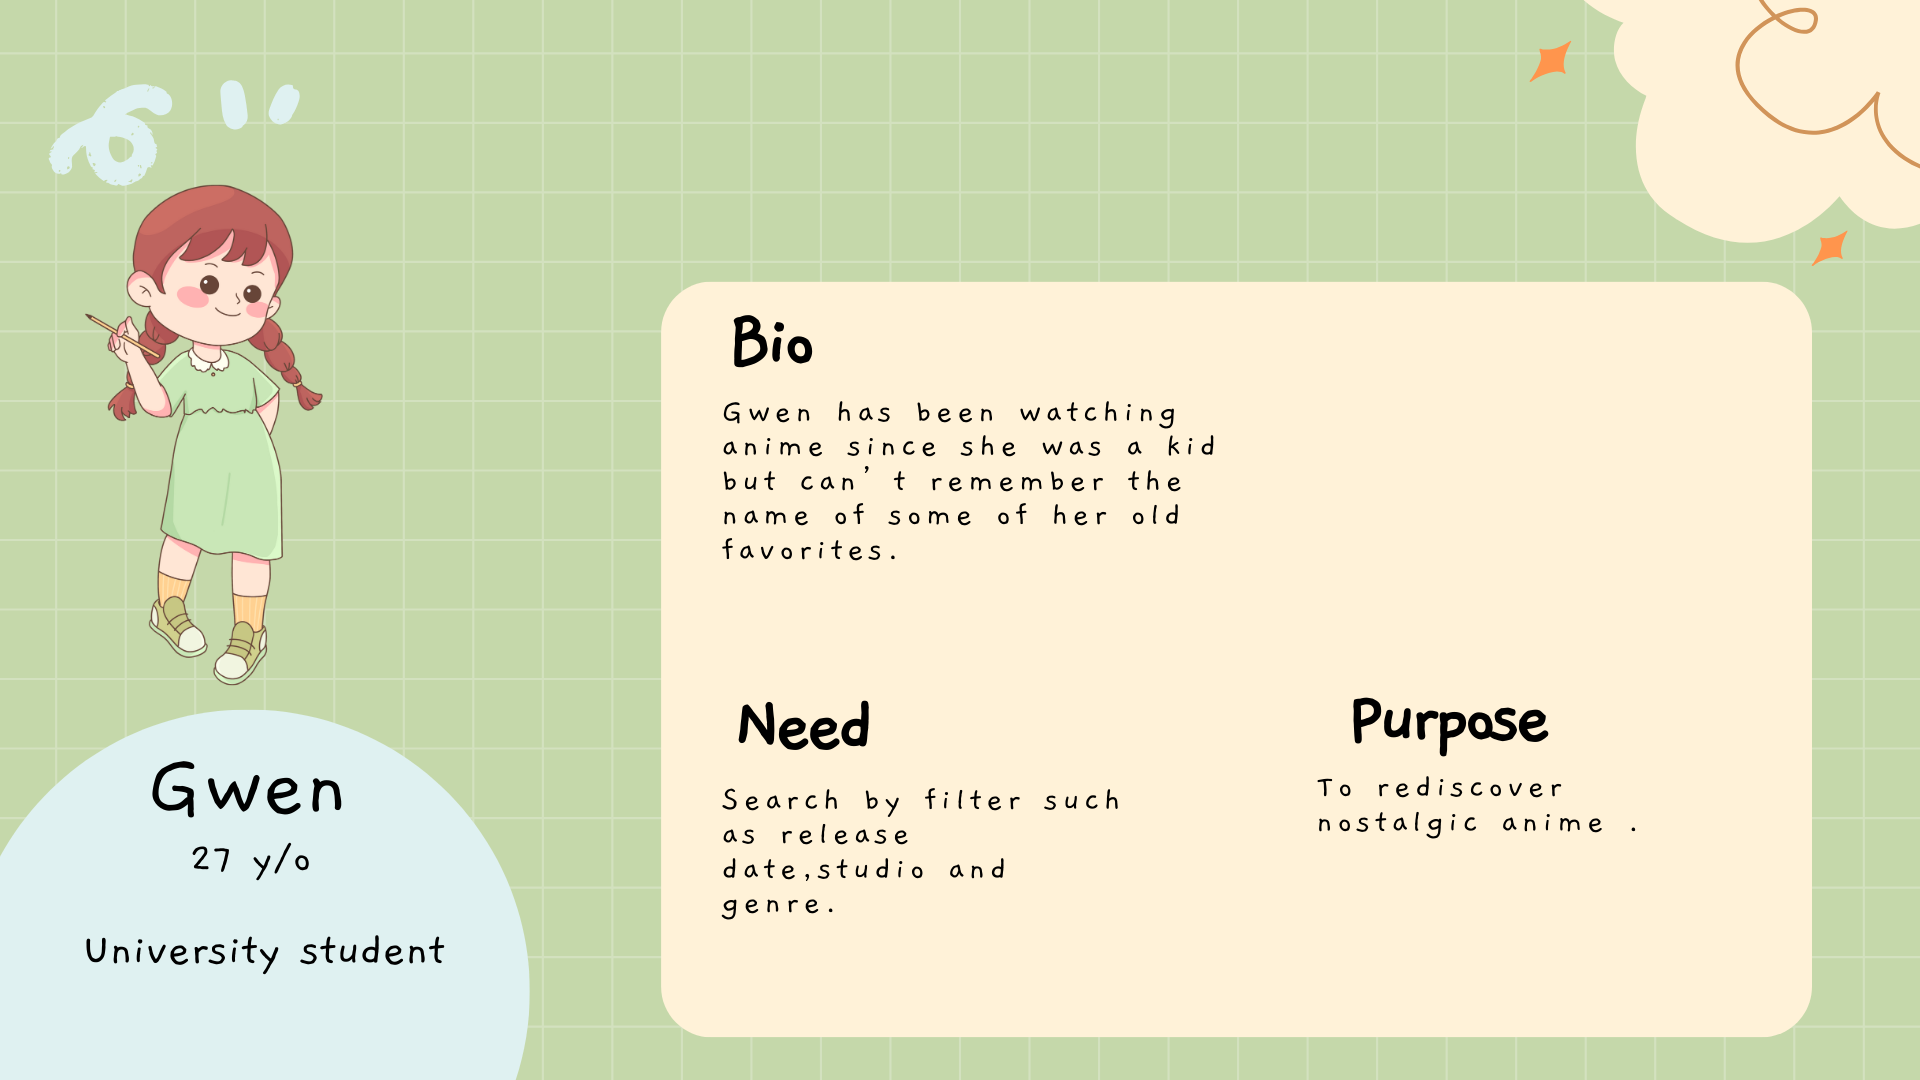 Bio
Gwen has been watching
anime since she was a kid
but can’t remember the
name of some of her old
favorites.
Need
Search by filter such
as release
date,studio and
genre.
Purpose
To rediscover
nostalgic anime .
Gwen
27 y/o
University student